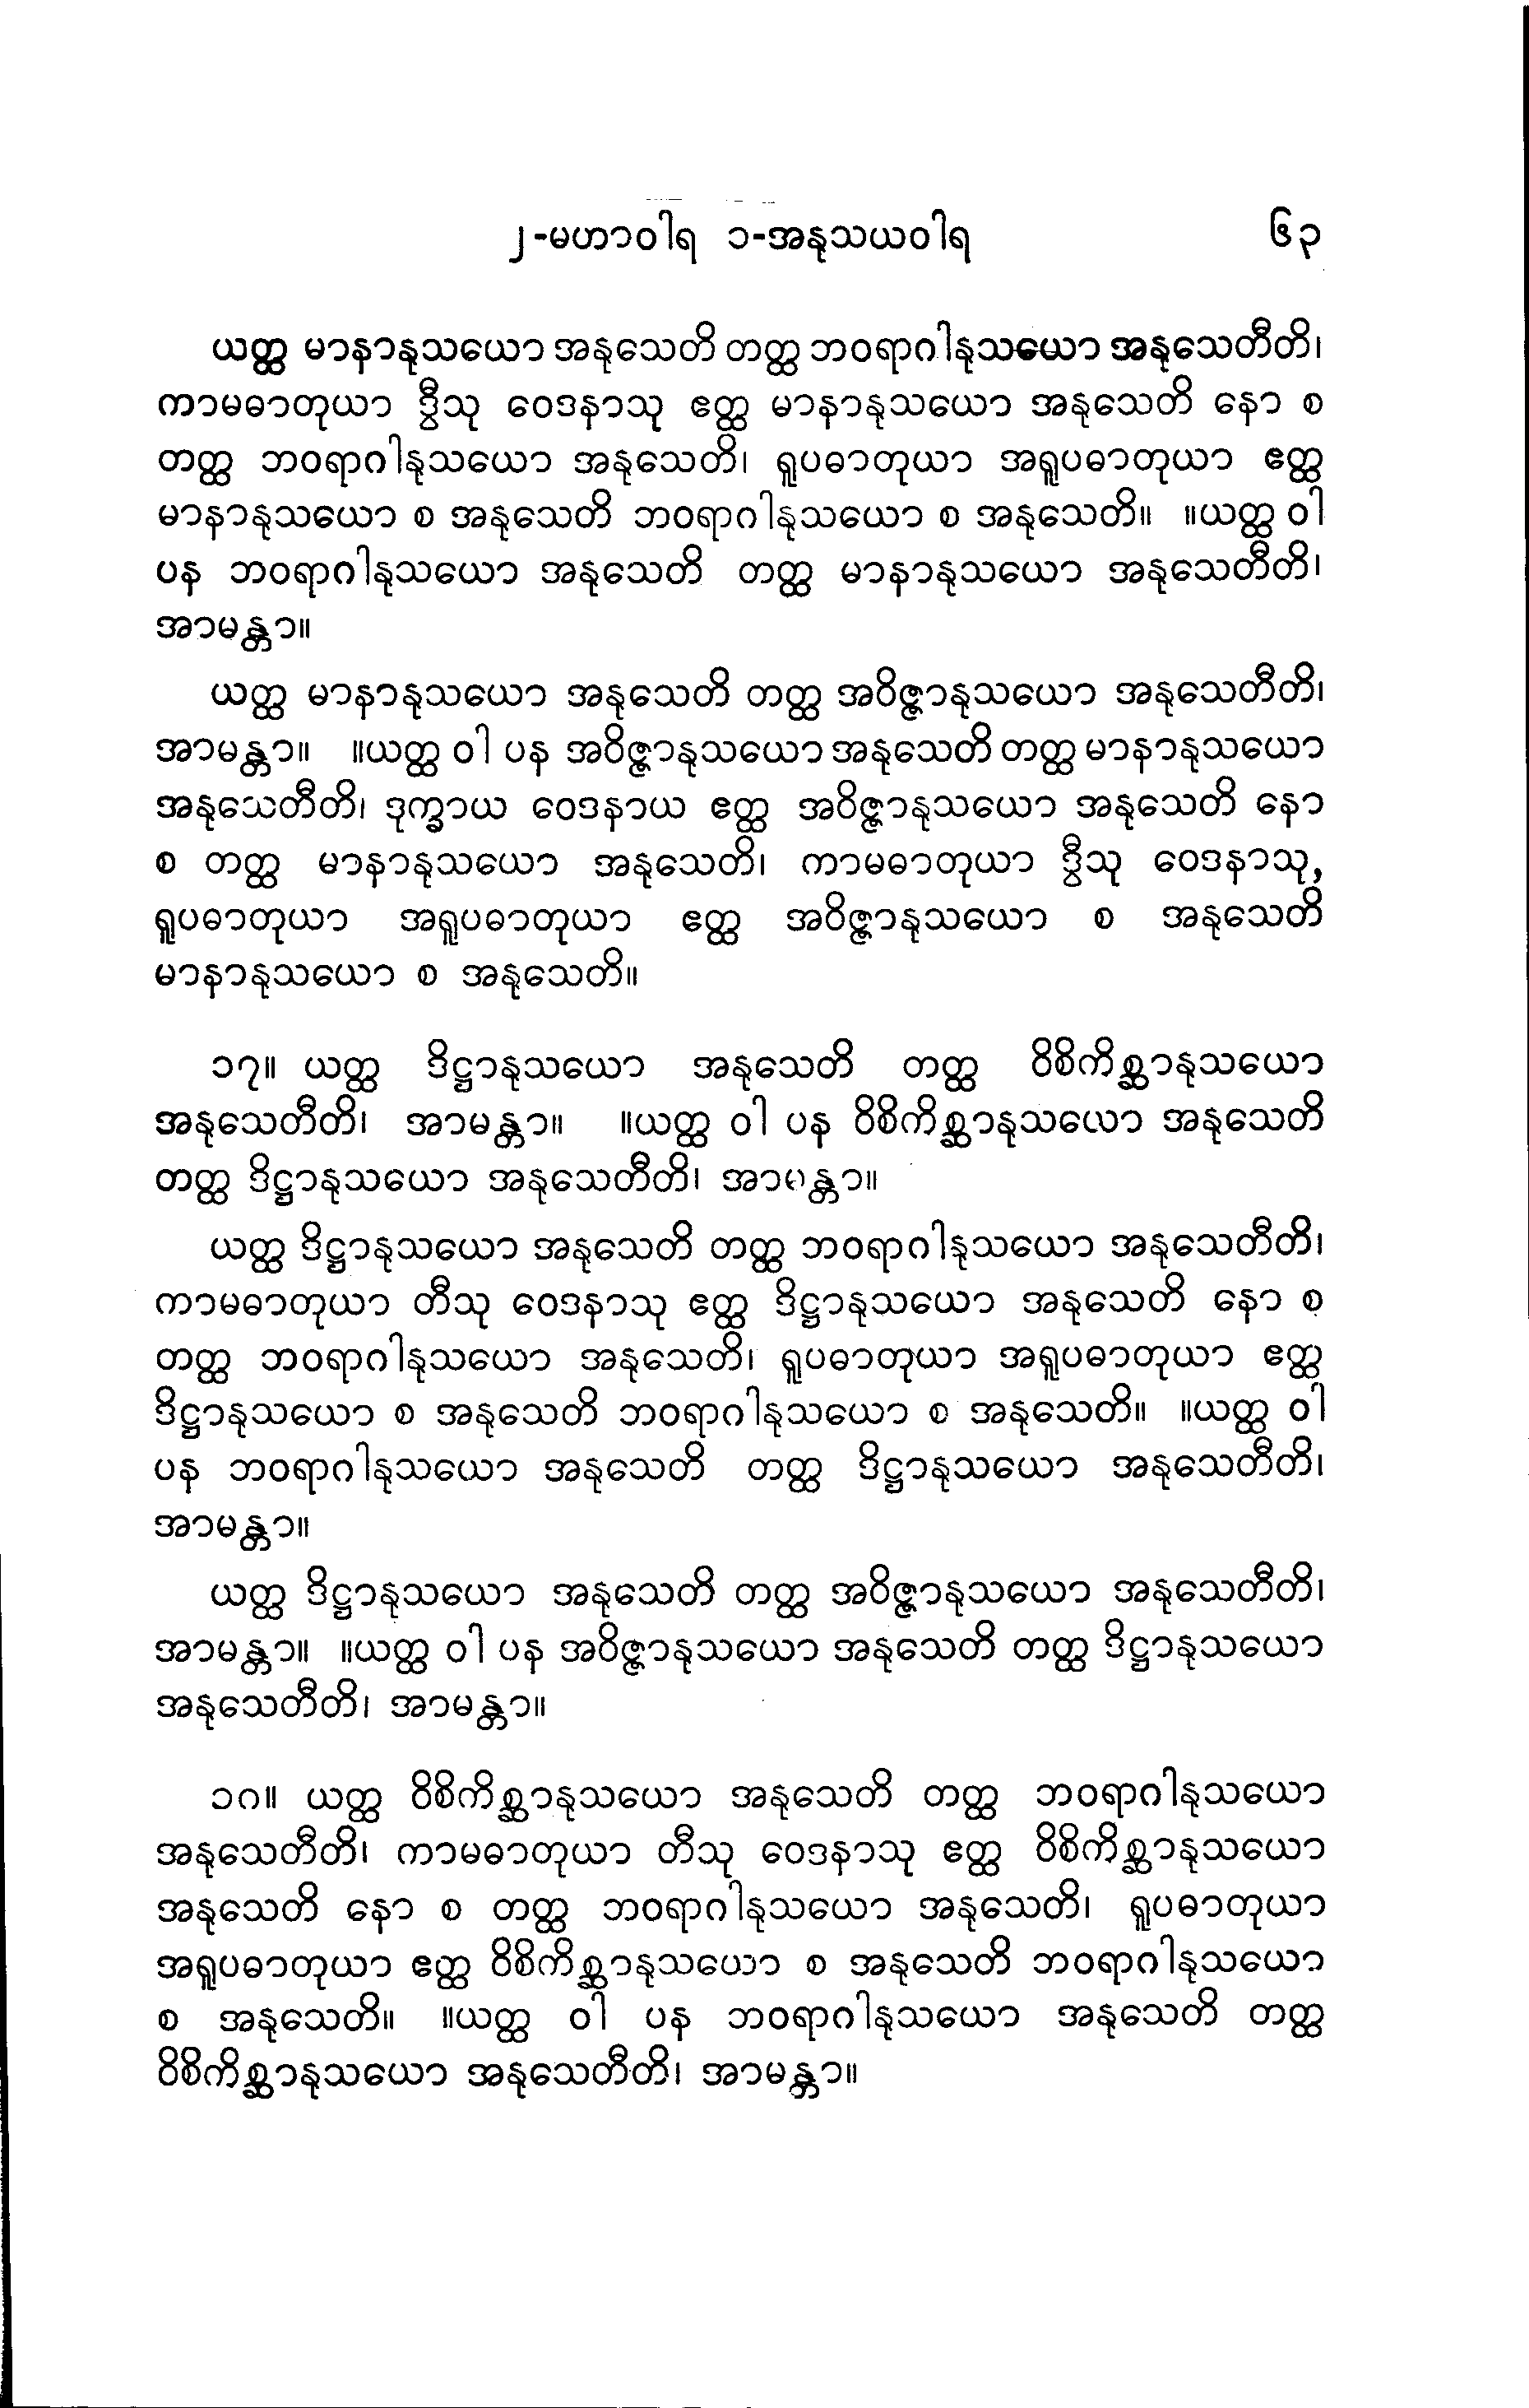 ၂-မဟာဝါရ ၁-အနုသယဝါရ ၆၃
ယတ္ထ မာနာနုသယော အနုသေတိ တတ္ထ ဘဝရာဂါနုသယော အနုသေတီတိ၊
ကာမဓာတုယာ ဒွီသု ဝေဒနာသု ဧတ္ထ မာနာနုသယော အနုသေတိ နော စ
တတ္ထ ဘဝရာဂါနုသယော အနုသေတိ၊ ရူပဓာတုယာ အရူပဓာတုယာ ဧတ္ထ
မာနာနုသယော စ အနုသေတိ ဘဝရာဂါနုသယော စ အနုသေတိ။ ။ယတ္ထ ဝါ
ပန ဘဝရာဂါနုသယော အနုသေတိ တတ္ထ မာနာနုသယော အနုသေတီတိ၊
အာမန္တာ။
ယတ္ထ မာနာနုသယော အနုသေတိ တတ္ထ အဝိဇ္ဇာနုသယော အနုသေတီတိ၊
အာမန္တာ။ ။ယတ္ထ ဝါ ပန အဝိဇ္ဇာနုသယော အနုသေတိ တတ္ထ မာနာနုသယော
အနုသေတီတိ၊ ဒုက္ခာယ ဝေဒနာယ ဧတ္ထ အဝိဇ္ဇာနုသယော အနုသေတိ နော
စ တတ္ထ မာနာနုသယော အနုသေတိ၊ ကာမဓာတုယာ ဒွီသု ဝေဒနာသု,
ရူပဓာတုယာ အရူပဓာတုယာ ဧတ္ထ အဝိဇ္ဇာနုသယော စ အနုသေတိ
မာနာနုသယော စ အနုသေတိ။
၁၇။ ယတ္ထ ဒိဋ္ဌာနုသယော အနုသေတိ တတ္ထ ဝိစိကိစ္ဆာနုသယော
အနုသေတီတိ၊ အာမန္တာ။ ။ယတ္ထ ဝါ ပန ဝိစိကိစ္ဆာနုသယော အနုသေတိ
တတ္ထ ဒိဋ္ဌာနုသယော အနုသေတီတိ၊ အာမန္တာ။
ယတ္ထ ဒိဋ္ဌာနုသယော အနုသေတိ တတ္ထ ဘဝရာဂါနုသယော အနုသေတီတိ၊
ကာမဓာတုယာ တီသု ဝေဒနာသု ဧတ္ထ ဒိဋ္ဌာနုသယော အနုသေတိ နော စ
တတ္ထ ဘဝရာဂါနုသယော အနုသေတိ၊ ရူပဓာတုယာ အရူပဓာတုယာ ဧတ္ထ
ဒိဋ္ဌာနုသယော စ အနုသေတိ ဘဝရာဂါနုသယော စ အနုသေတိ။ ။ယတ္ထ ဝါ
ပန ဘဝရာဂါနုသယော အနုသေတိ တတ္ထ ဒိဋ္ဌာနုသယော အနုသေတီတိ၊
အာမန္တာ။
ယတ္ထ ဒိဋ္ဌာနုသယော အနုသေတိ တတ္ထ အဝိဇ္ဇာနုသယော အနုသေတီတိ၊
အာမန္တာ။ ။ယတ္ထ ဝါ ပန အဝိဇ္ဇာနုသယော အနုသေတိ တတ္ထ ဒိဋ္ဌာနုသယော
အနုသေတီတိ၊ အာမန္တာ။
၁၈။ ယတ္ထ ဝိစိကိစ္ဆာနုသယော အနုသေတိ တတ္ထ ဘဝရာဂါနုသယော
အနုသေတီတိ၊ ကာမဓာတုယာ တီသု ဝေဒနာသု ဧတ္ထ ဝိစိကိစ္ဆာနုသယော
အနုသေတိ နော စ တတ္ထ ဘဝရာဂါနုသယော အနုသေတိ၊ ရူပဓာတုယာ
အရူပဓာတုယာ ဧတ္ထ ဝိစိကိစ္ဆာနုသယော စ အနုသေတိ ဘဝရာဂါနုသယော
စ အနုသေတိ။ ။ယတ္ထ ဝါ ပန ဘဝရာဂါနုသယော အနုသေတိ တတ္ထ
ဝိစိကိစ္ဆာနုသယော အနုသေတီတိ၊ အာမန္တာ။